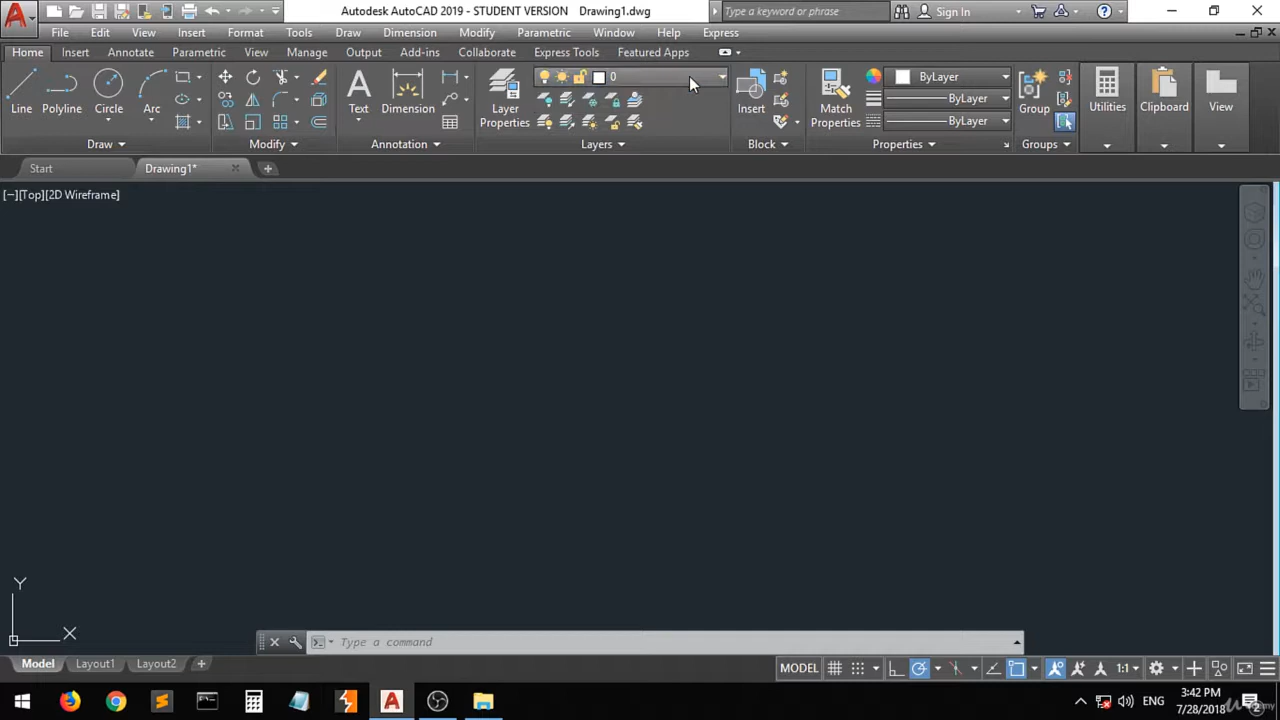 Autodesk AutoCAD 2019 - STUDENT VERSION Drawing1.dwg Type a keyword or phrase Sign In
File Edit View Insert Format Tools Draw Dimension Modify Parametric Window Help Express
Home Insert Annotate Parametric View Manage Output Add-ins Collaborate Express Tools Featured Apps
0
ByLayer
ByLayer
ByLayer
Line Polyline Circle Arc Text Dimension Layer Properties Insert Match Properties Group Utilities Clipboard View
Draw Modify Annotation Layers Block Properties Groups
Start Drawing1*
[−][Top][2D Wireframe]
Y
X
Type a command
Model Layout1 Layout2 MODEL 1:1
ENG 3:42 PM
7/28/2018 2